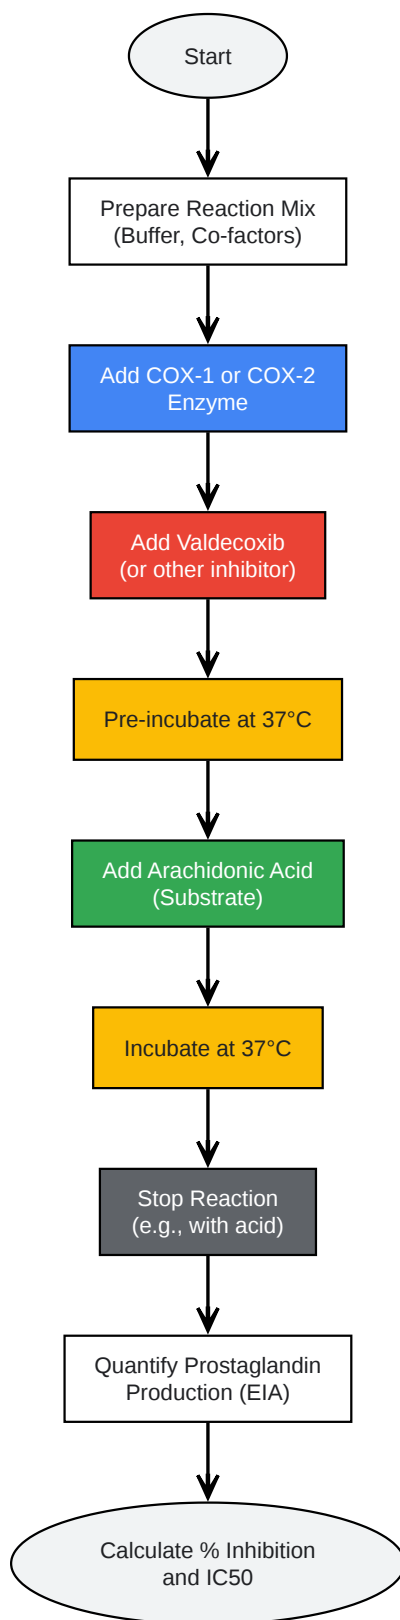 Start
Prepare Reaction Mix
(Buffer, Co-factors)
Add COX-1 or COX-2
Enzyme
Add Valdecoxib
(or other inhibitor)
Pre-incubate at 37°C
Add Arachidonic Acid
(Substrate)
Incubate at 37°C
Stop Reaction
(e.g., with acid)
Quantify Prostaglandin
Production (EIA)
Calculate % Inhibition
and IC50